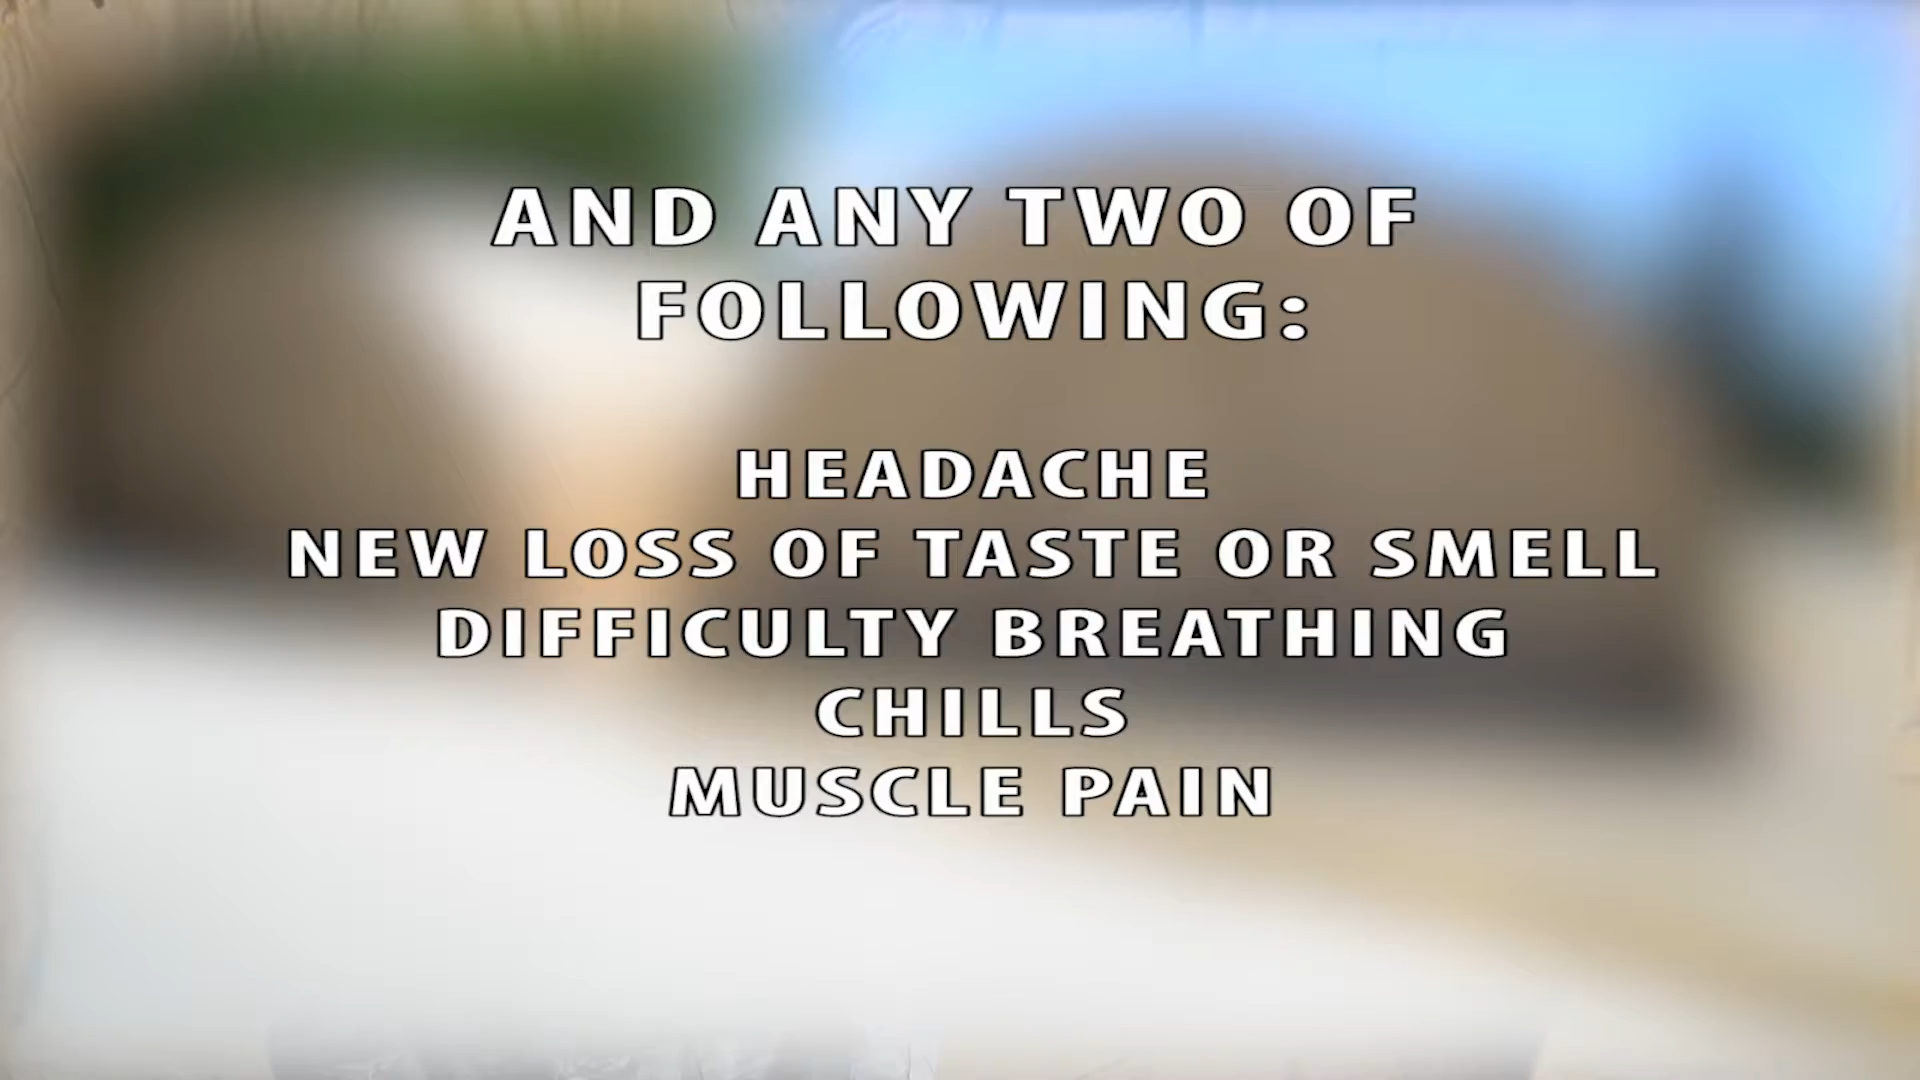 AND ANY TWO OF
FOLLOWING:
HEADACHE
NEW LOSS OF TASTE OR SMELL
DIFFICULTY BREATHING
CHILLS
MUSCLE PAIN